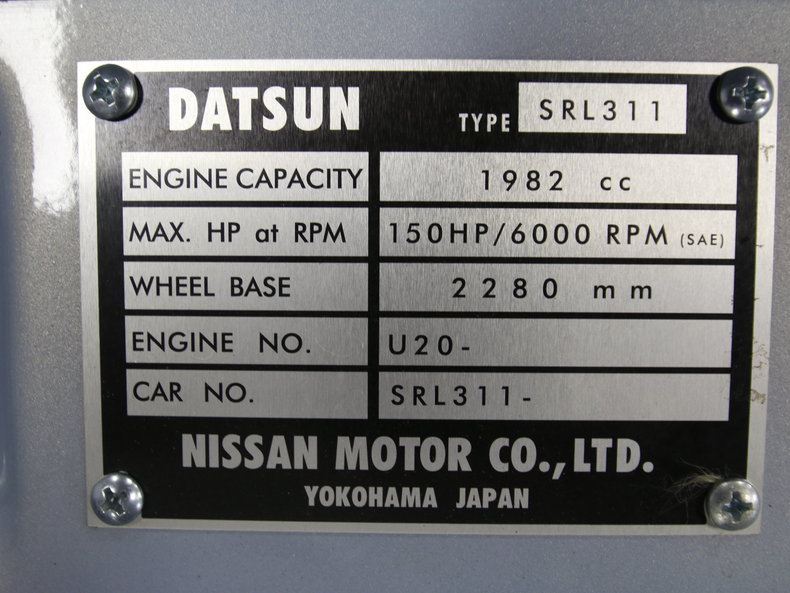 DATSUN TYPE SRL311
ENGINE CAPACITY 1982 cc
MAX. HP at RPM 150HP/6000 RPM (SAE)
WHEEL BASE 2280 mm
ENGINE NO. U20-
CAR NO. SRL311-
NISSAN MOTOR CO., LTD.
YOKOHAMA JAPAN